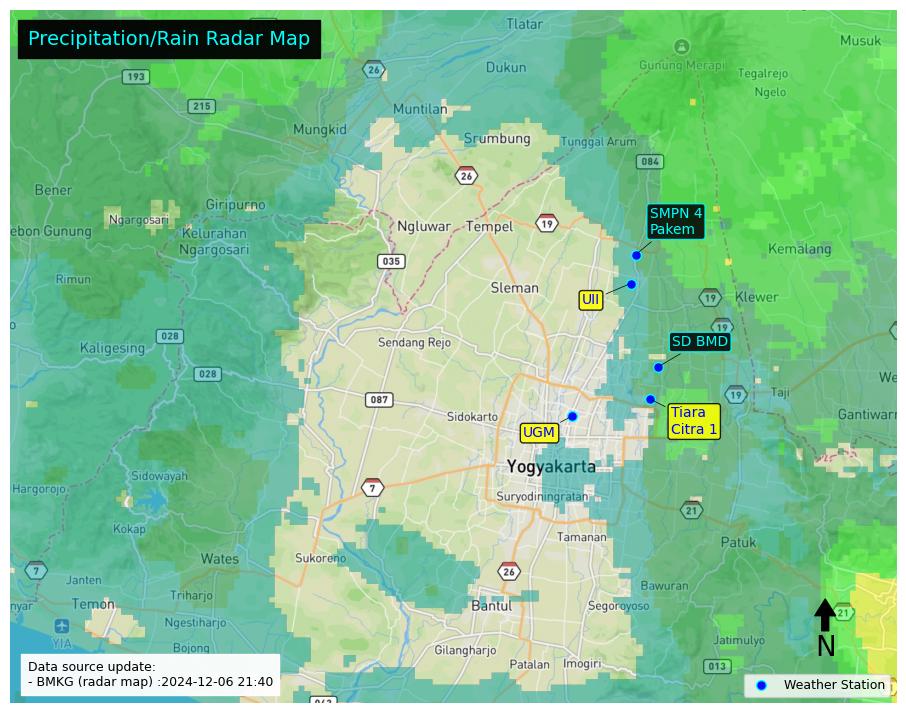 Precipitation/Rain Radar Map
Tlatar
Musuk
26
Dukun
Gunung Merapi
193
Tegalrejo
Ngelo
215
Muntilan
Mungkid
Srumbung
Tunggal Arum
084
26
Bener
Giripurno
Ngargosari
SMPN 4
Pakem
Ngluwar
Tempel
19
ebon Gunung
Kelurahan
Ngargosari
Kemalang
035
Rimun
Sleman
UII
19
Klewer
19
028
Sendang Rejo
SD BMD
Kaligesing
028
Taji
19
087
We
Sidokarto
Tiara
Citra 1
Gantiwarn
UGM
Yogyakarta
Sidowayah
Hargorojo
7
Suryodiningratan
21
Kokap
Tamanan
Patuk
Wates
Sukoreno
7
26
Janten
Bawuran
nyar
Triharjo
Temon
Bantul
Segoroyoso
21
Ngestiharjo
N
YIA
Jatimulyo
Bojong
Gilangharjo
Patalan
Imogiri
013
Data source update:
- BMKG (radar map) :2024-12-06 21:40
Weather Station